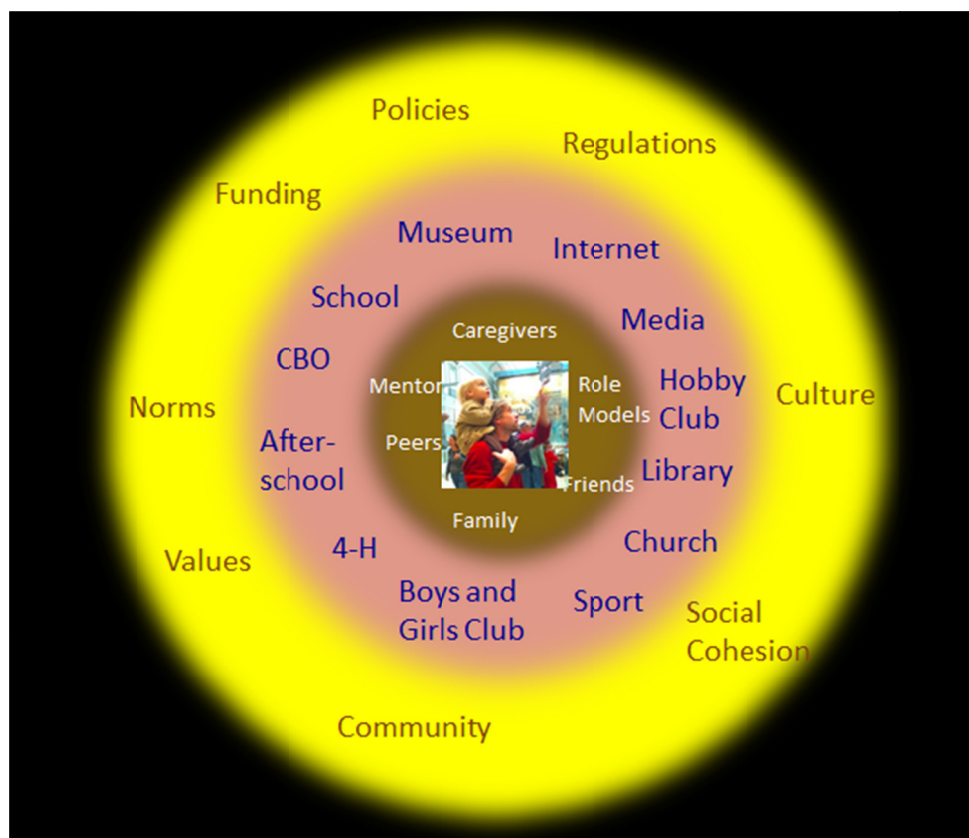 Policies
Regulations
Funding
Museum
Internet
School
Media
Caregivers
CBO
Mentor
Role
Models
Hobby
Club
Culture
Norms
Peers
After-
school
Library
Friends
Family
Values
4-H
Church
Boys and
Girls Club
Sport
Social
Cohesion
Community